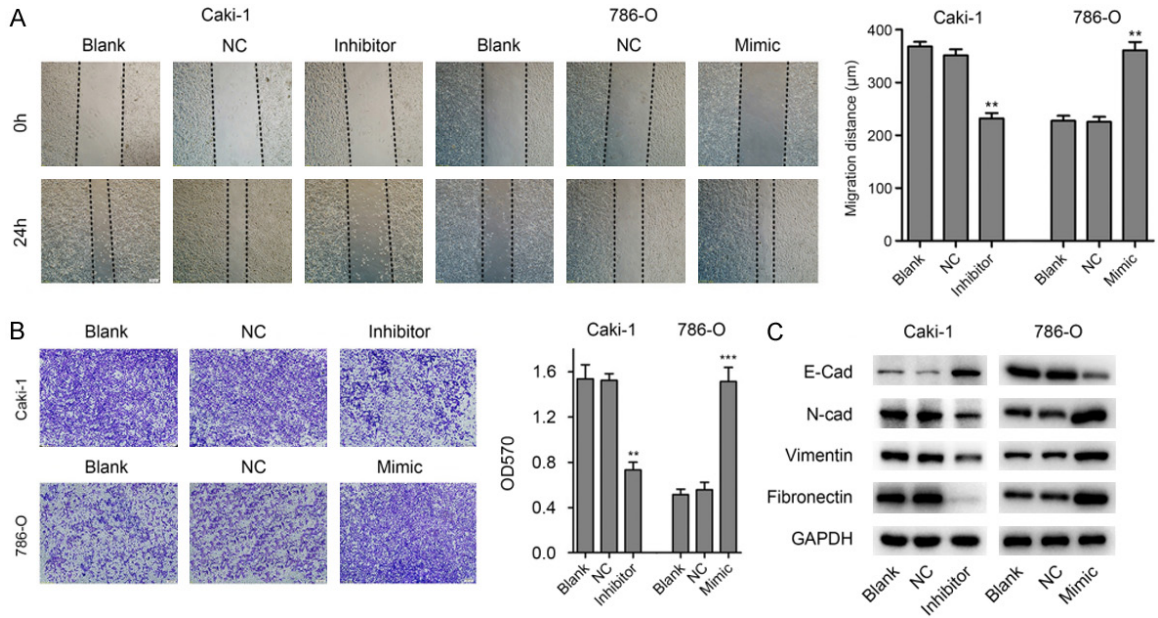 A
Caki-1
786-O
Blank
NC
Inhibitor
Blank
NC
Mimic
0h
24h
Caki-1
786-O
Migration distance (µm)
400
300
200
100
0
**
**
Blank
NC
Inhibitor
Blank
NC
Mimic
B
Blank
NC
Inhibitor
Caki-1
Blank
NC
Mimic
786-O
Caki-1
786-O
OD570
1.6
1.2
0.8
0.4
0.0
**
***
Blank
NC
Inhibitor
Blank
NC
Mimic
C
Caki-1
786-O
E-Cad
N-cad
Vimentin
Fibronectin
GAPDH
Blank
NC
Inhibitor
Blank
NC
Mimic